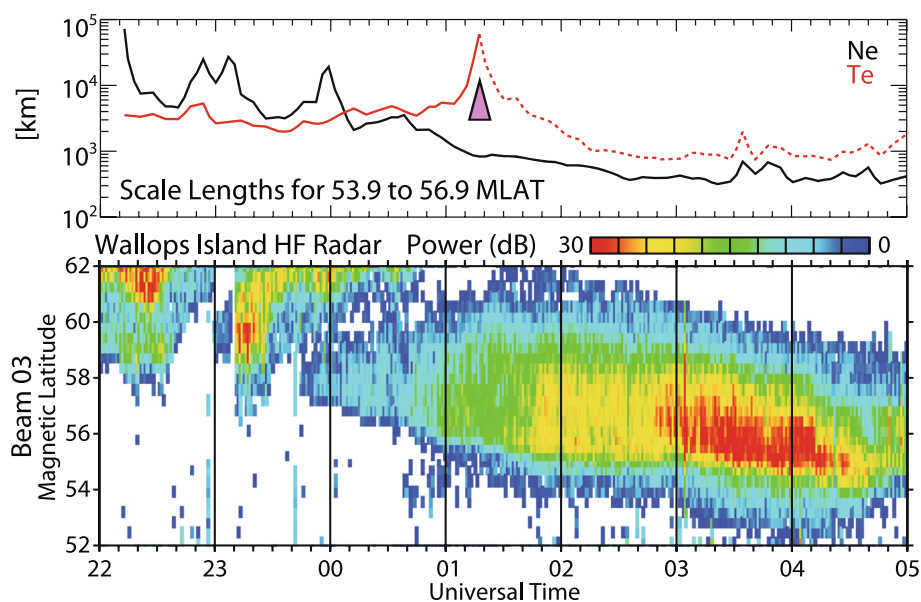 10^5
10^4
10^3
10^2
[km]
Ne
Te
Scale Lengths for 53.9 to 56.9 MLAT
Wallops Island HF Radar Power (dB) 30 0
62
60
58
56
54
52
Beam 03
Magnetic Latitude
22 23 00 01 02 03 04 05
Universal Time